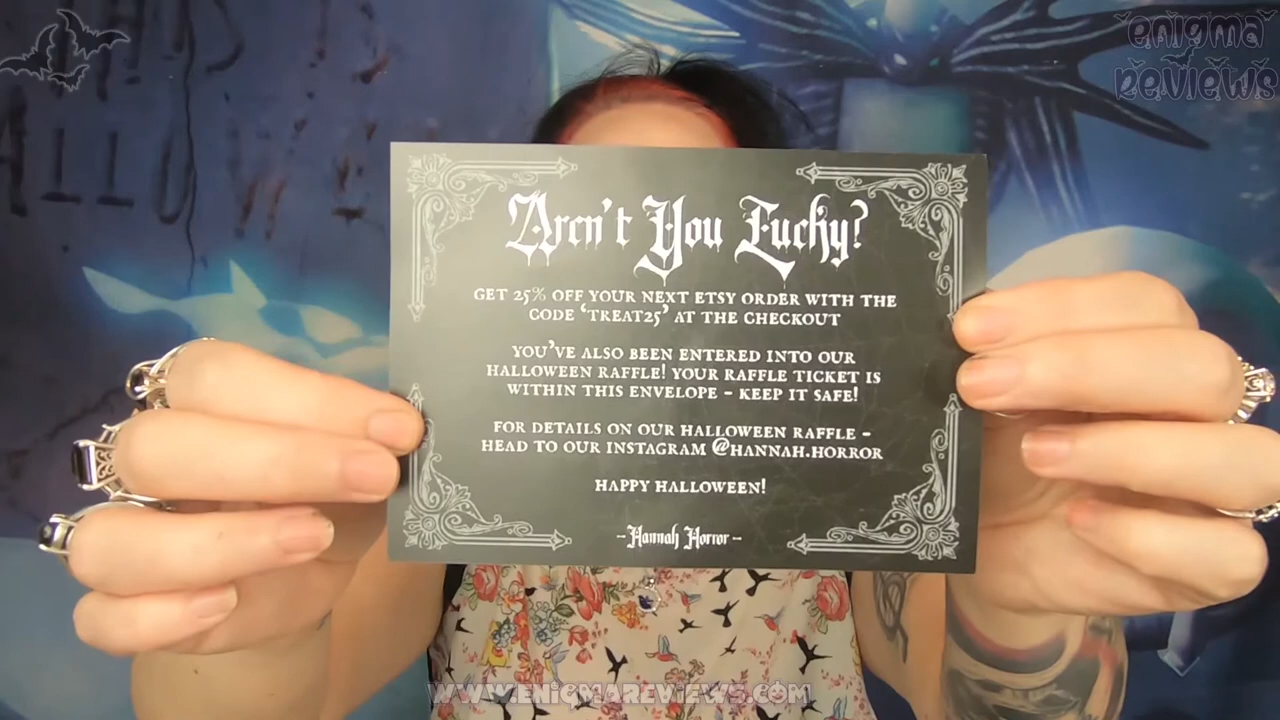 THIS IS
HALLOWE
enigma
Reviews
Aren't You Lucky?
GET 25% OFF YOUR NEXT ETSY ORDER WITH THE
CODE 'TREAT25' AT THE CHECKOUT
YOU'VE ALSO BEEN ENTERED INTO OUR
HALLOWEEN RAFFLE! YOUR RAFFLE TICKET IS
WITHIN THIS ENVELOPE - KEEP IT SAFE!
FOR DETAILS ON OUR HALLOWEEN RAFFLE -
HEAD TO OUR INSTAGRAM @HANNAH.HORROR
HAPPY HALLOWEEN!
-Hannah Horror-
WWW.ENIGMAREVIEWS.COM